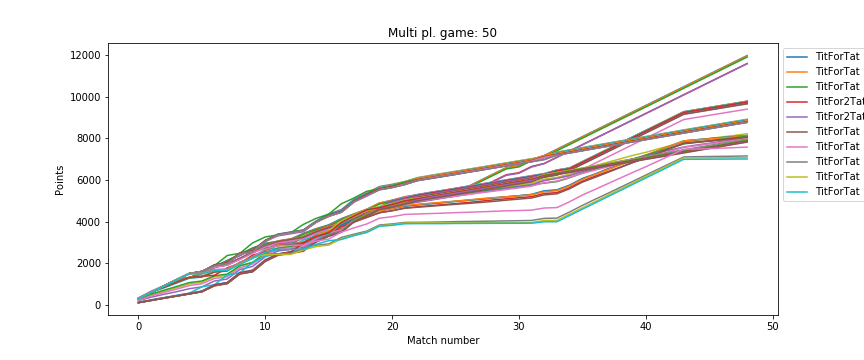 Multi pl. game: 50
12000
10000
8000
6000
4000
2000
0
Points
0 10 20 30 40 50
Match number
TitForTat
TitForTat
TitForTat
TitFor2Tat
TitFor2Tat
TitForTat
TitForTat
TitForTat
TitForTat
TitForTat